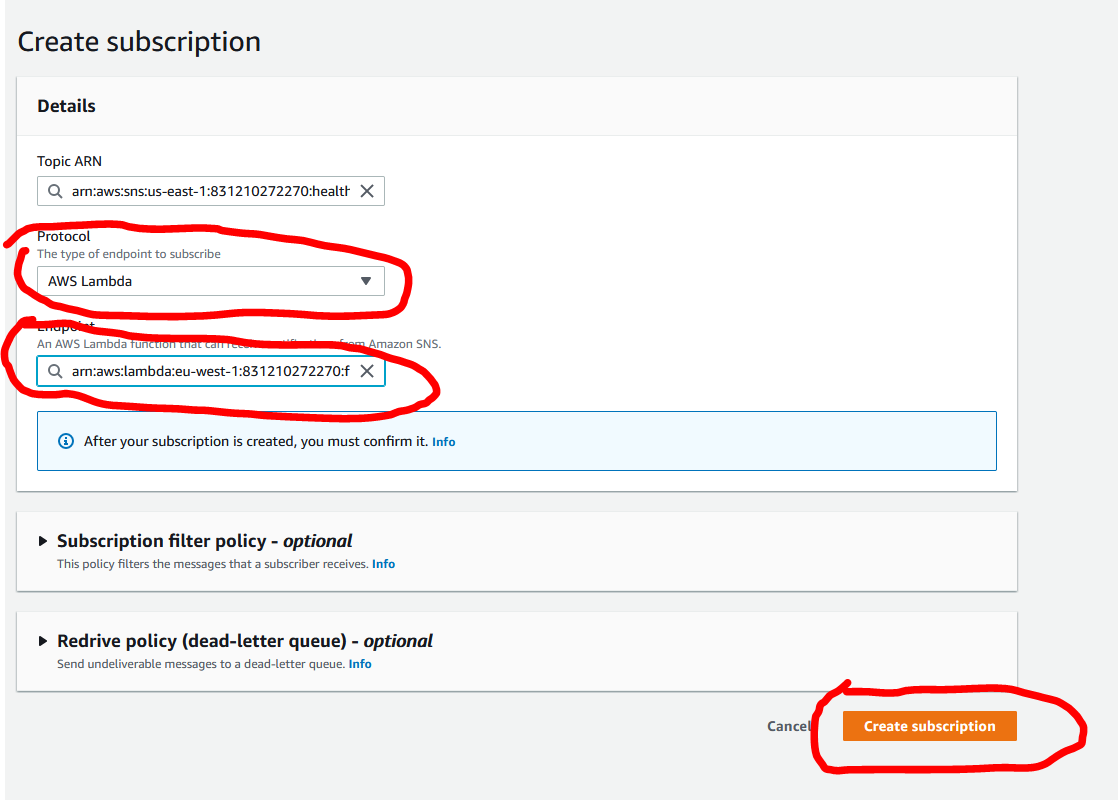 Create subscription
Details
Topic ARN
arn:aws:sns:us-east-1:831210272270:healt
Protocol
The type of endpoint to subscribe
AWS Lambda
Endpoint
An AWS Lambda function that can receive notifications from Amazon SNS.
arn:aws:lambda:eu-west-1:831210272270:f
After your subscription is created, you must confirm it. Info
Subscription filter policy - optional
This policy filters the messages that a subscriber receives. Info
Redrive policy (dead-letter queue) - optional
Send undeliverable messages to a dead-letter queue. Info
Cancel
Create subscription